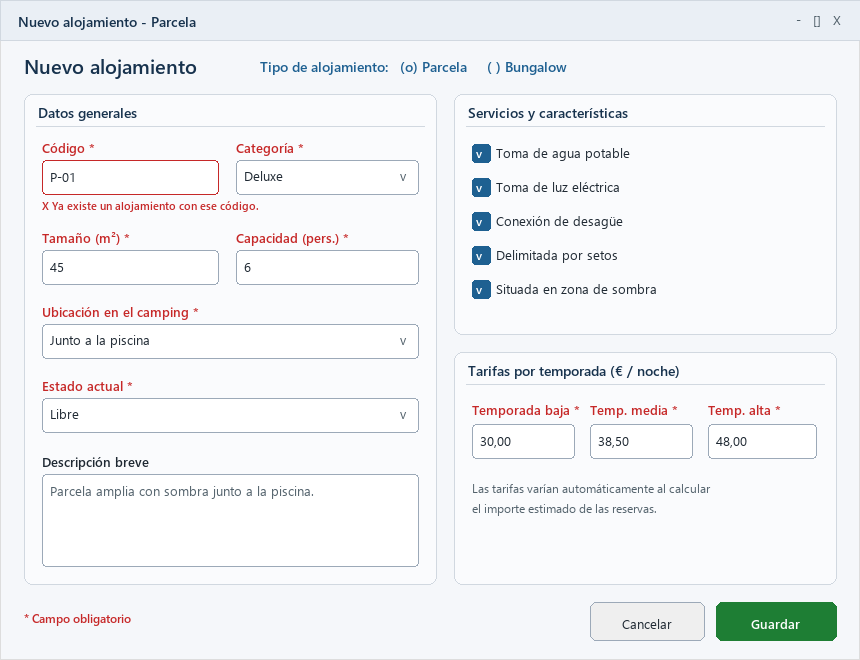 Nuevo alojamiento - Parcela
- [] X
Nuevo alojamiento
Tipo de alojamiento: (o) Parcela ( ) Bungalow
Datos generales
Código * Categoría *
P-01 Deluxe v
X Ya existe un alojamiento con ese código.
Tamaño (m²) * Capacidad (pers.) *
45 6
Ubicación en el camping *
Junto a la piscina v
Estado actual *
Libre v
Descripción breve
Parcela amplia con sombra junto a la piscina.
Servicios y características
v Toma de agua potable
v Toma de luz eléctrica
v Conexión de desagüe
v Delimitada por setos
v Situada en zona de sombra
Tarifas por temporada (€ / noche)
Temporada baja * Temp. media * Temp. alta *
30,00 38,50 48,00
Las tarifas varían automáticamente al calcular
el importe estimado de las reservas.
* Campo obligatorio
Cancelar Guardar